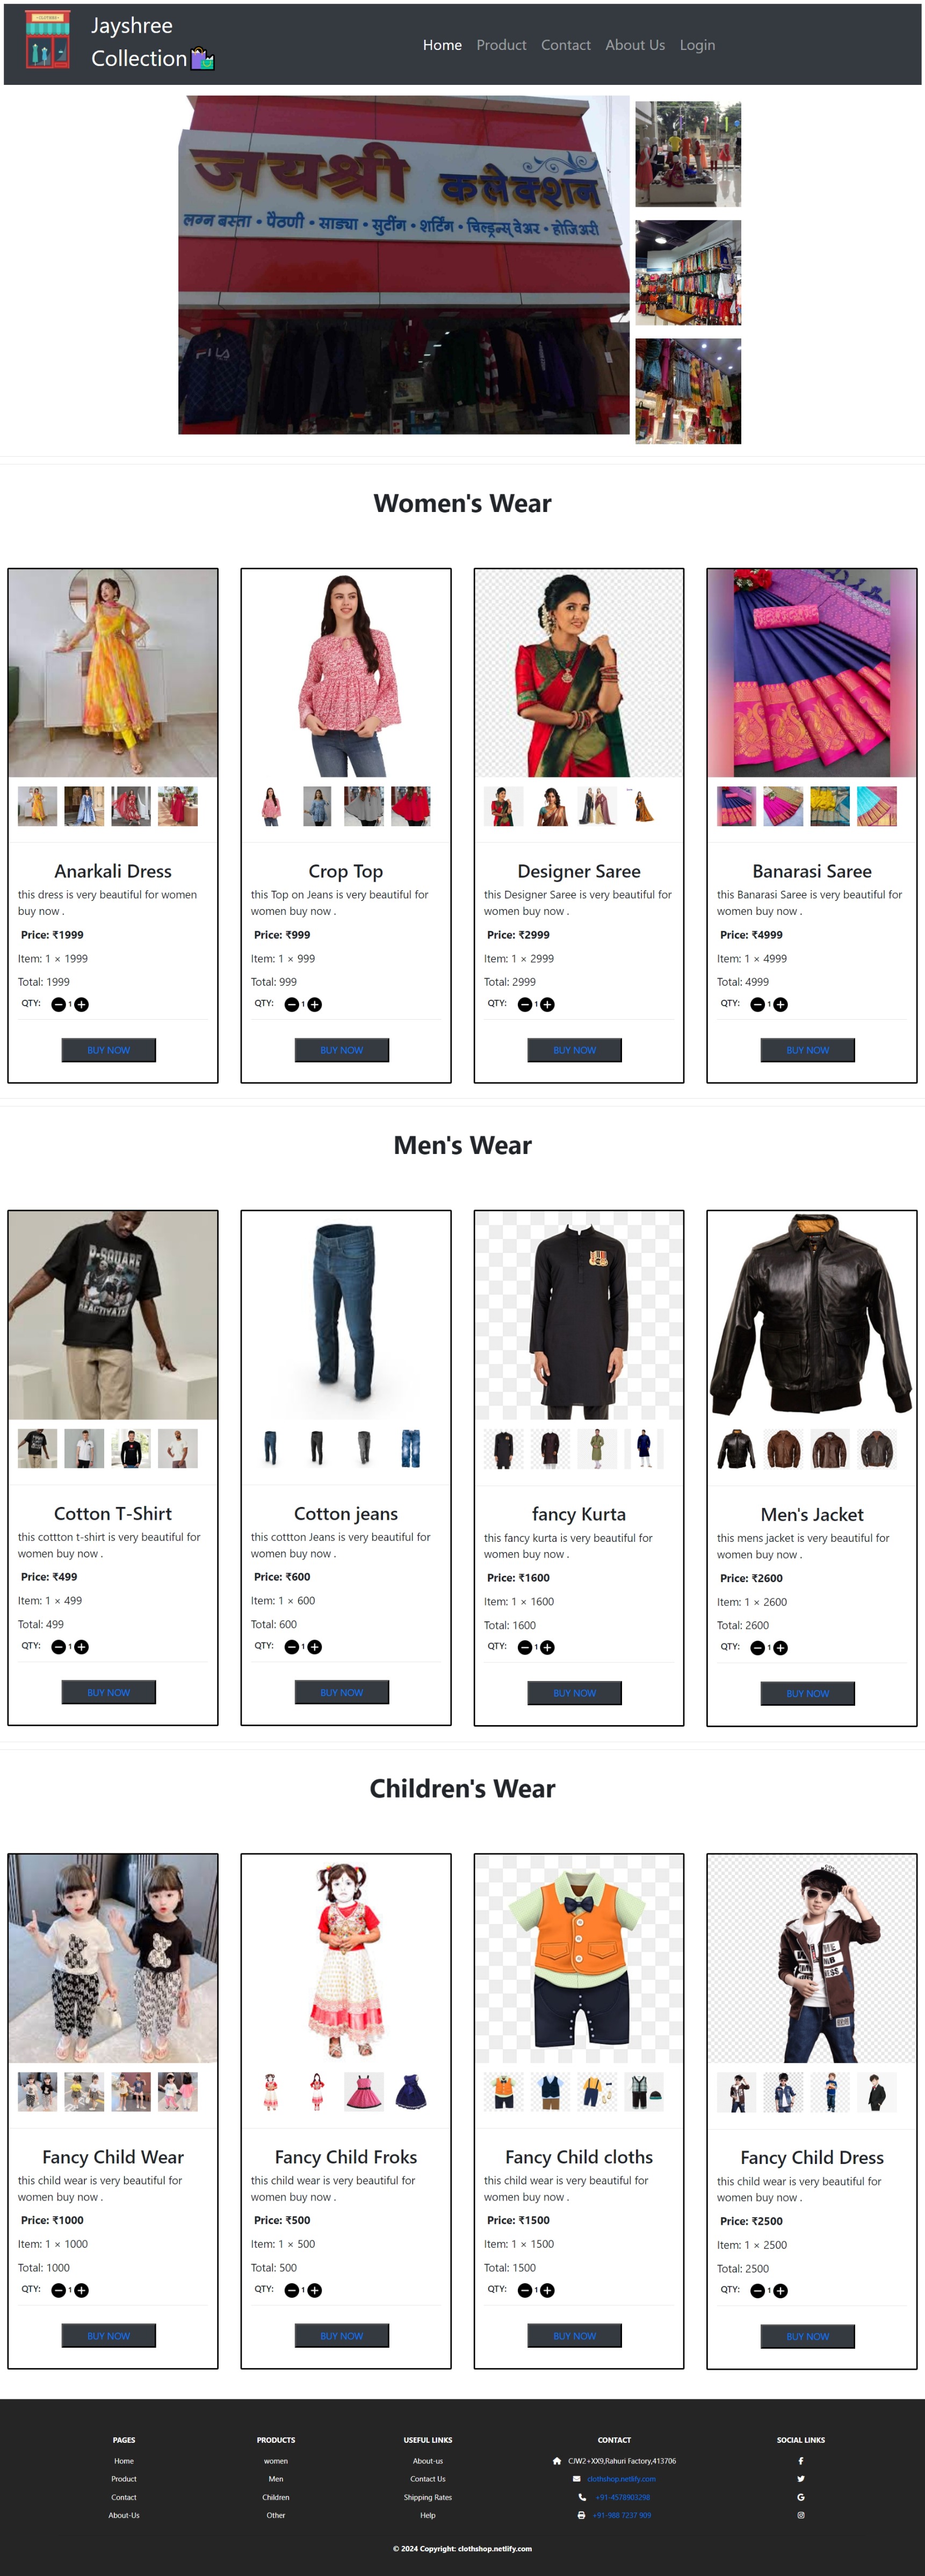 Jayshree
Collection
Home Product Contact About Us Login
जयश्री कलेक्शन
लग्न बस्ता • पैठणी • साड्या • सुटींग • शर्टिंग • चिल्ड्रन्स वेअर • होजिअरी
FILA
Women's Wear
Anarkali Dress
this dress is very beautiful for women
buy now .
Price: ₹1999
Item: 1 × 1999
Total: 1999
QTY: 1
BUY NOW
Crop Top
this Top on Jeans is very beautiful for
women buy now .
Price: ₹999
Item: 1 × 999
Total: 999
QTY: 1
BUY NOW
Designer Saree
this Designer Saree is very beautiful for
women buy now .
Price: ₹2999
Item: 1 × 2999
Total: 2999
QTY: 1
BUY NOW
Banarasi Saree
this Banarasi Saree is very beautiful for
women buy now .
Price: ₹4999
Item: 1 × 4999
Total: 4999
QTY: 1
BUY NOW
Men's Wear
P-SQUARE
REACTIVATED
Cotton T-Shirt
this cottton t-shirt is very beautiful for
women buy now .
Price: ₹499
Item: 1 × 499
Total: 499
QTY: 1
BUY NOW
Cotton jeans
this cottton Jeans is very beautiful for
women buy now .
Price: ₹600
Item: 1 × 600
Total: 600
QTY: 1
BUY NOW
fancy Kurta
this fancy kurta is very beautiful for
women buy now .
Price: ₹1600
Item: 1 × 1600
Total: 1600
QTY: 1
BUY NOW
Men's Jacket
this mens jacket is very beautiful for
women buy now .
Price: ₹2600
Item: 1 × 2600
Total: 2600
QTY: 1
BUY NOW
Children's Wear
Fancy Child Wear
this child wear is very beautiful for
women buy now .
Price: ₹1000
Item: 1 × 1000
Total: 1000
QTY: 1
BUY NOW
Fancy Child Froks
this child wear is very beautiful for
women buy now .
Price: ₹500
Item: 1 × 500
Total: 500
QTY: 1
BUY NOW
Fancy Child cloths
this child wear is very beautiful for
women buy now .
Price: ₹1500
Item: 1 × 1500
Total: 1500
QTY: 1
BUY NOW
Fancy Child Dress
this child wear is very beautiful for
women buy now .
Price: ₹2500
Item: 1 × 2500
Total: 2500
QTY: 1
BUY NOW
PAGES
Home
Product
Contact
About-Us
PRODUCTS
women
Men
Children
Other
USEFUL LINKS
About-us
Contact Us
Shipping Rates
Help
CONTACT
CJW2+XX9,Rahuri Factory,413706
clothshop.netlify.com
+91-4578903298
+91-988 7237 909
SOCIAL LINKS
© 2024 Copyright: clothshop.netlify.com